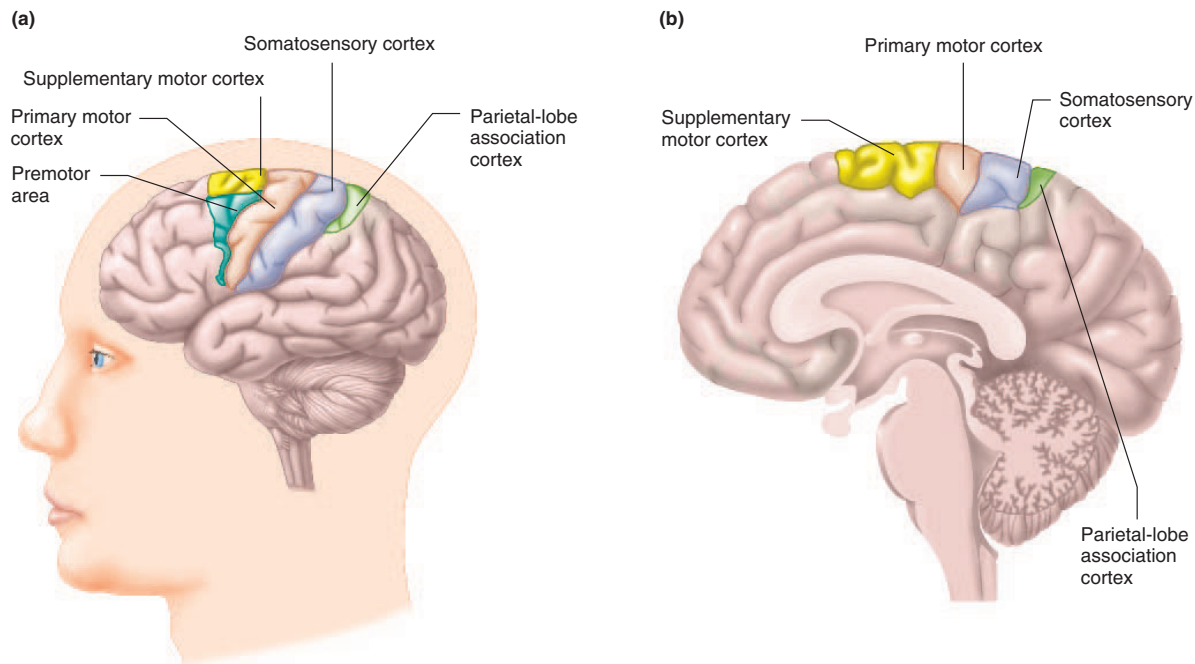 (a)
Somatosensory cortex
Supplementary motor cortex
Primary motor
cortex
Premotor
area
Parietal-lobe
association
cortex
(b)
Primary motor cortex
Supplementary
motor cortex
Somatosensory
cortex
Parietal-lobe
association
cortex